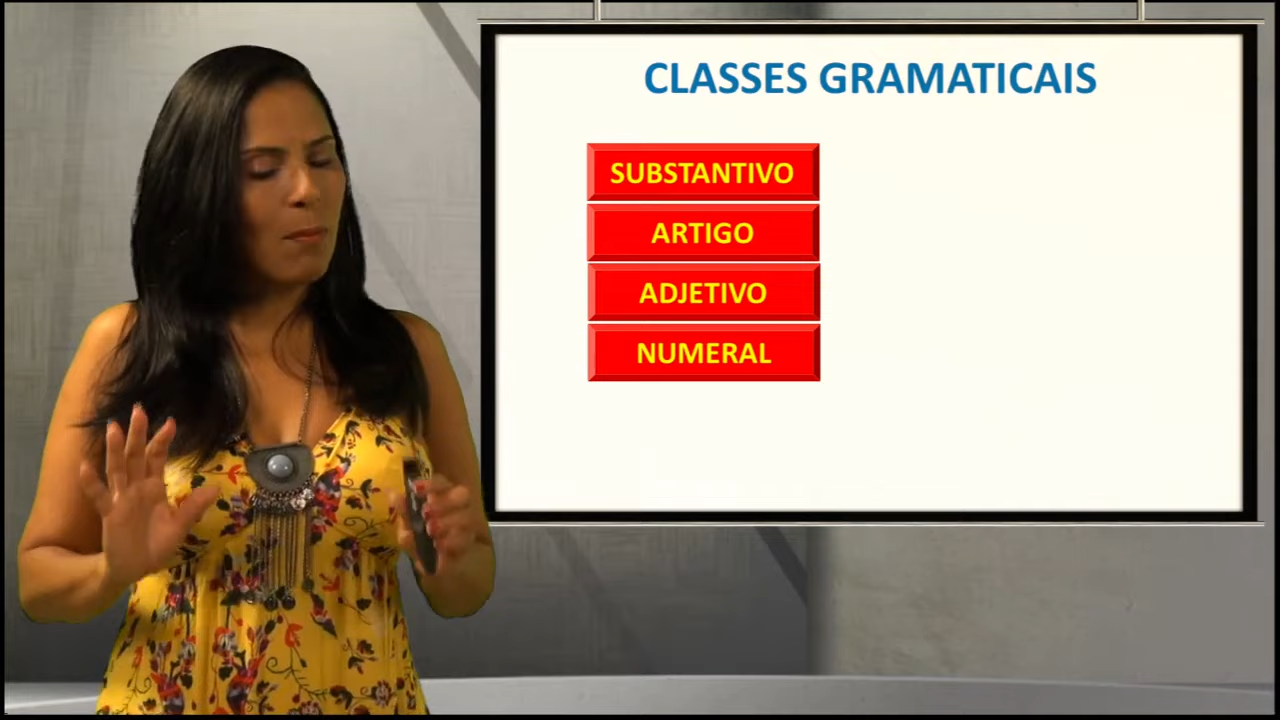 CLASSES GRAMATICAIS
SUBSTANTIVO
ARTIGO
ADJETIVO
NUMERAL